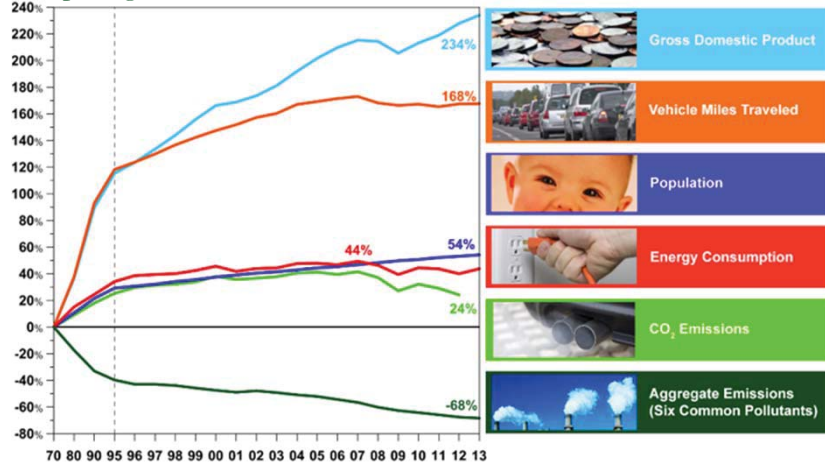 240%
220%
200%
180%
160%
140%
120%
100%
80%
60%
40%
20%
0%
-20%
-40%
-60%
-80%
234%
168%
44%
54%
24%
-68%
70 80 90 95 96 97 98 99 00 01 02 03 04 05 06 07 08 09 10 11 12 13
Gross Domestic Product
Vehicle Miles Traveled
Population
Energy Consumption
CO₂ Emissions
Aggregate Emissions
(Six Common Pollutants)